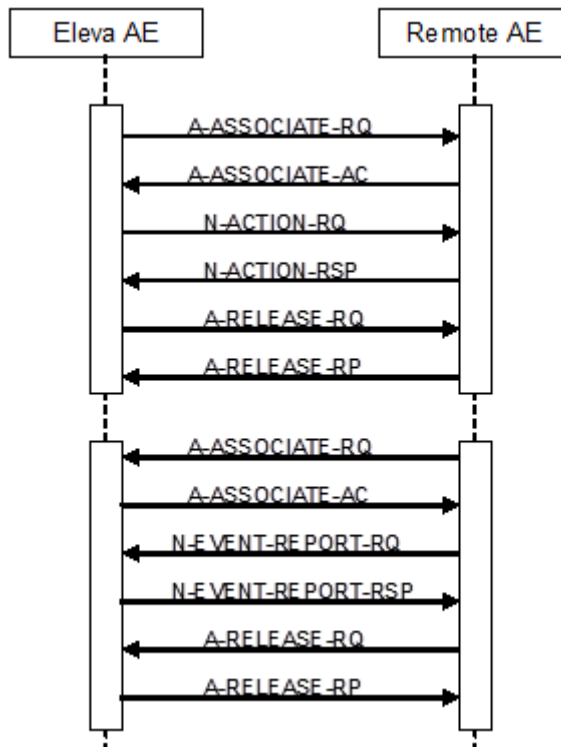 Eleva AE
Remote AE
A-ASSOCIATE-RQ
A-ASSOCIATE-AC
N-ACTION-RQ
N-ACTION-RSP
A-RELEASE-RQ
A-RELEASE-RP
A-ASSOCIATE-RQ
A-ASSOCIATE-AC
N-EVENT-REPORT-RQ
N-EVENT-REPORT-RSP
A-RELEASE-RQ
A-RELEASE-RP